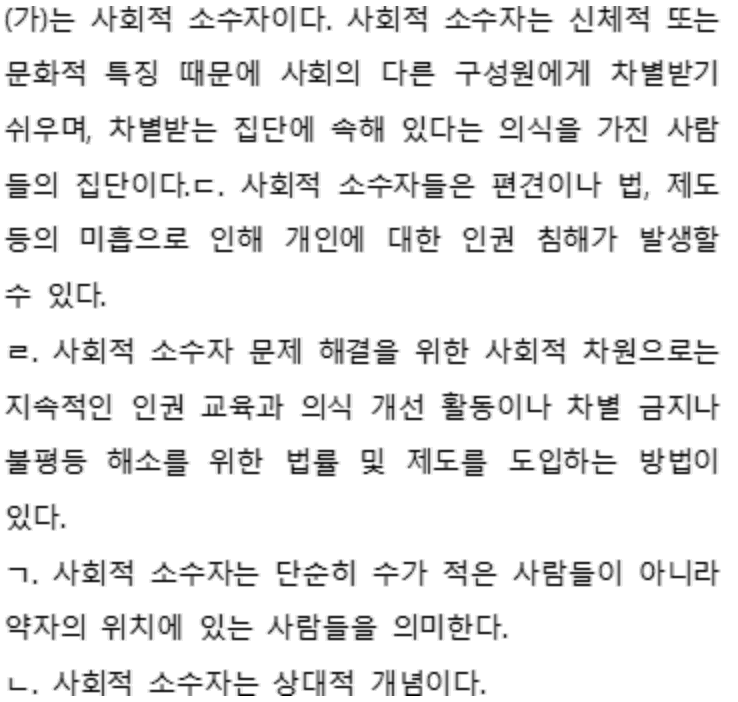 (가)는 사회적 소수자이다. 사회적 소수자는 신체적 또는
문화적 특징 때문에 사회의 다른 구성원에게 차별받기
쉬우며, 차별받는 집단에 속해 있다는 의식을 가진 사람
들의 집단이다.ㄷ. 사회적 소수자들은 편견이나 법, 제도
등의 미흡으로 인해 개인에 대한 인권 침해가 발생할
수 있다.
ㄹ. 사회적 소수자 문제 해결을 위한 사회적 차원으로는
지속적인 인권 교육과 의식 개선 활동이나 차별 금지나
불평등 해소를 위한 법률 및 제도를 도입하는 방법이
있다.
ㄱ. 사회적 소수자는 단순히 수가 적은 사람들이 아니라
약자의 위치에 있는 사람들을 의미한다.
ㄴ. 사회적 소수자는 상대적 개념이다.